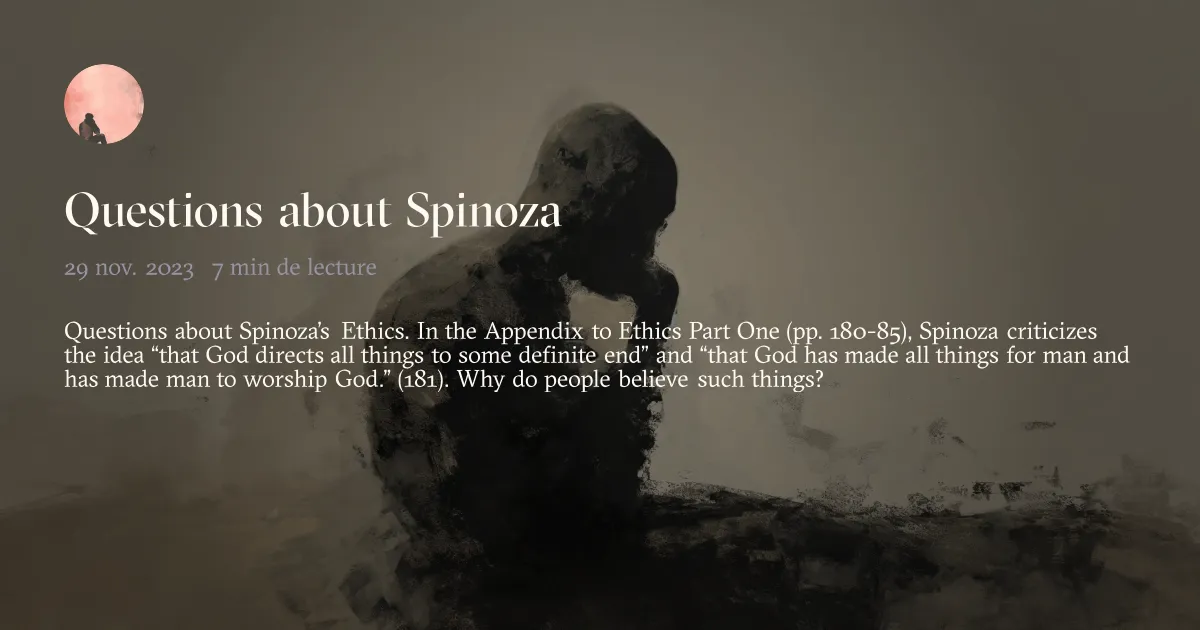 Questions about Spinoza
29 nov. 2023 7 min de lecture
Questions about Spinoza’s Ethics. In the Appendix to Ethics Part One (pp. 180-85), Spinoza criticizes
the idea “that God directs all things to some definite end” and “that God has made all things for man and
has made man to worship God.” (181). Why do people believe such things?